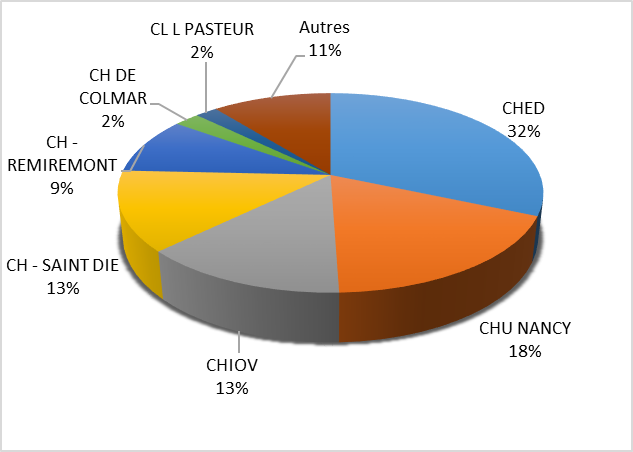 CL L PASTEUR
2%
Autres
11%
CH DE
COLMAR
2%
CHED
32%
CH -
REMIREMONT
9%
CH - SAINT DIE
13%
CHU NANCY
18%
CHIOV
13%